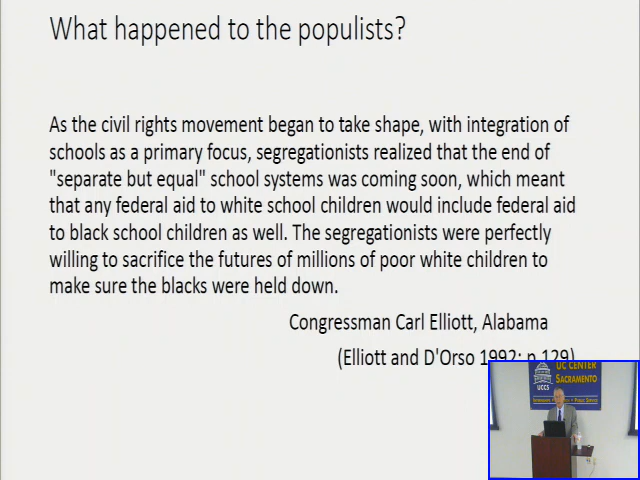 What happened to the populists?
As the civil rights movement began to take shape, with integration of
schools as a primary focus, segregationists realized that the end of
"separate but equal" school systems was coming soon, which meant
that any federal aid to white school children would include federal aid
to black school children as well. The segregationists were perfectly
willing to sacrifice the futures of millions of poor white children to
make sure the blacks were held down.
Congressman Carl Elliott, Alabama
(Elliott and D'Orso 1992: p.129)
UC CENTER
SACRAMENTO
UCCS